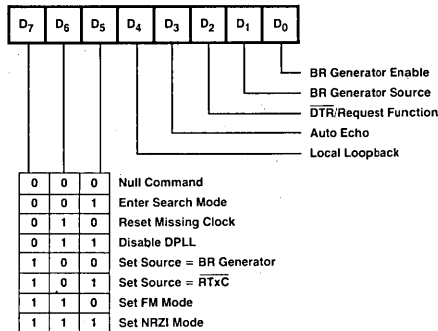 D7 D6 D5 D4 D3 D2 D1 D0
BR Generator Enable
BR Generator Source
D̅T̅R̅/Request Function
Auto Echo
Local Loopback
0 0 0 Null Command
0 0 1 Enter Search Mode
0 1 0 Reset Missing Clock
0 1 1 Disable DPLL
1 0 0 Set Source = BR Generator
1 0 1 Set Source = R̅T̅x̅C̅
1 1 0 Set FM Mode
1 1 1 Set NRZI Mode